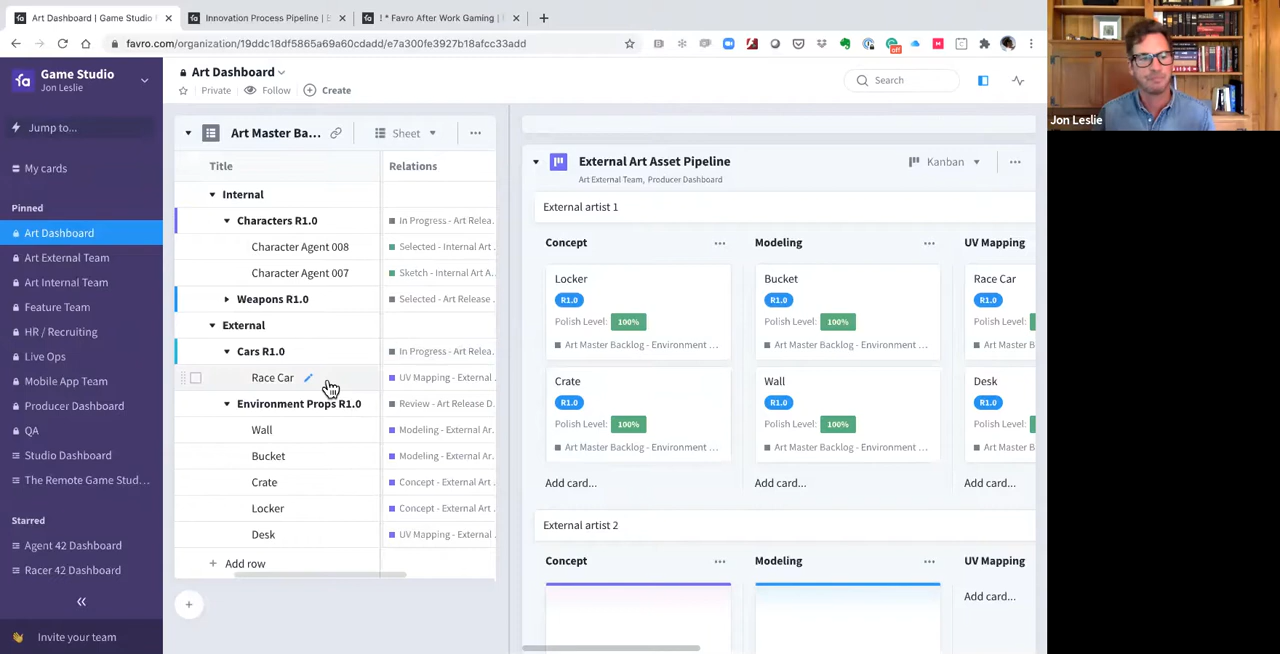 Art Dashboard | Game Studio
Innovation Process Pipeline | E
! * Favro After Work Gaming |
favro.com/organization/19ddc18df5865a69a60cdadd/e7a300fe3927b18afcc33add
off
fa
Game Studio
Jon Leslie
Jump to...
My cards
Pinned
Art Dashboard
Art External Team
Art Internal Team
Feature Team
HR / Recruiting
Live Ops
Mobile App Team
Producer Dashboard
QA
Studio Dashboard
The Remote Game Stud...
Starred
Agent 42 Dashboard
Racer 42 Dashboard
Invite your team
Art Dashboard
Private
Follow
Create
Search
Art Master Ba...
Sheet
Title
Relations
Internal
Characters R1.0
In Progress - Art Relea.
Character Agent 008
Selected - Internal Art .
Character Agent 007
Sketch - Internal Art A.
Weapons R1.0
Selected - Art Release .
External
Cars R1.0
In Progress - Art Relea.
Race Car
UV Mapping - External .
Environment Props R1.0
Review - Art Release D.
Wall
Modeling - External Ar.
Bucket
Modeling - External Ar.
Crate
Concept - External Art .
Locker
Concept - External Art .
Desk
UV Mapping - External .
Add row
External Art Asset Pipeline
Kanban
Art External Team, Producer Dashboard
External artist 1
Concept
Modeling
UV Mapping
Locker
R1.0
Polish Level: 100%
Art Master Backlog - Environment ...
Bucket
R1.0
Polish Level: 100%
Art Master Backlog - Environment ...
Race Car
R1.0
Polish Level:
Art Master B
Crate
R1.0
Polish Level: 100%
Art Master Backlog - Environment ...
Wall
R1.0
Polish Level: 100%
Art Master Backlog - Environment ...
Desk
R1.0
Polish Level:
Art Master B
Add card...
Add card...
Add card...
External artist 2
Concept
Modeling
UV Mapping
Add card...
Jon Leslie